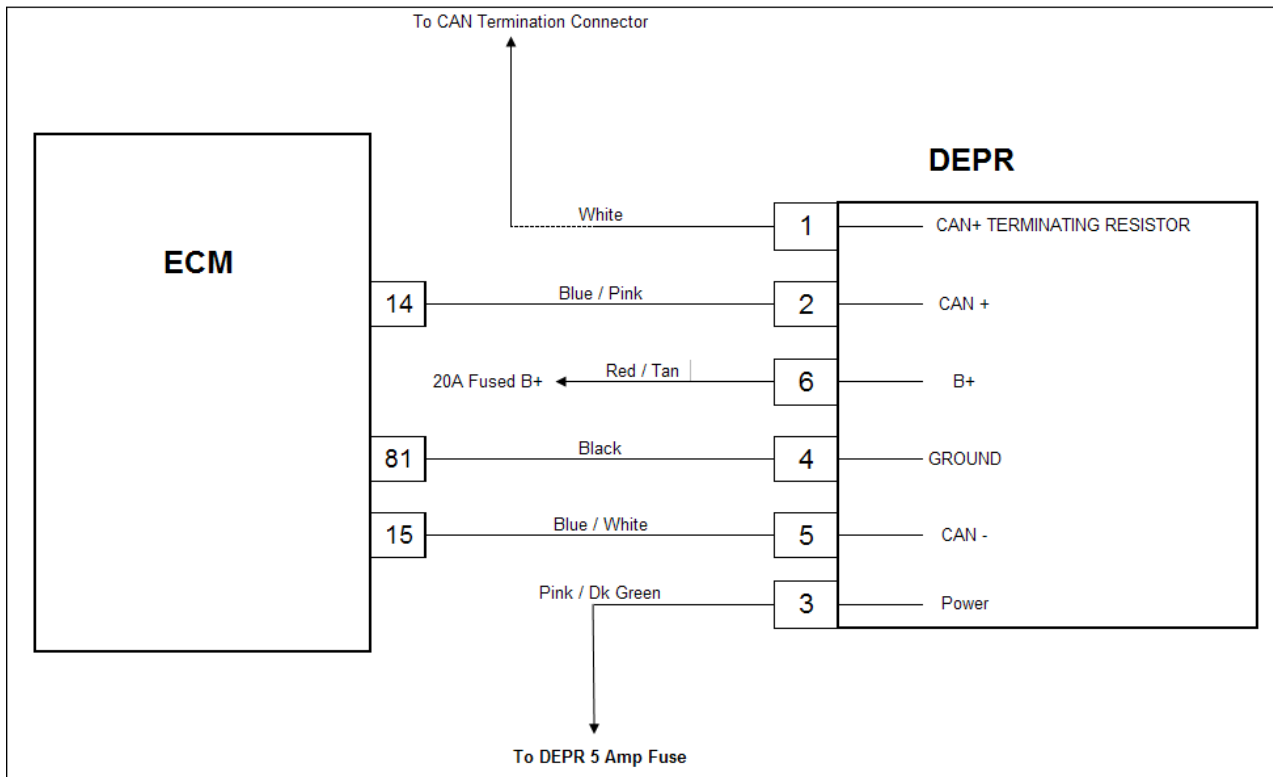 To CAN Termination Connector
DEPR
White
1
CAN+ TERMINATING RESISTOR
ECM
14
Blue / Pink
2
CAN +
20A Fused B+
Red / Tan
6
B+
81
Black
4
GROUND
15
Blue / White
5
CAN -
Pink / Dk Green
3
Power
To DEPR 5 Amp Fuse